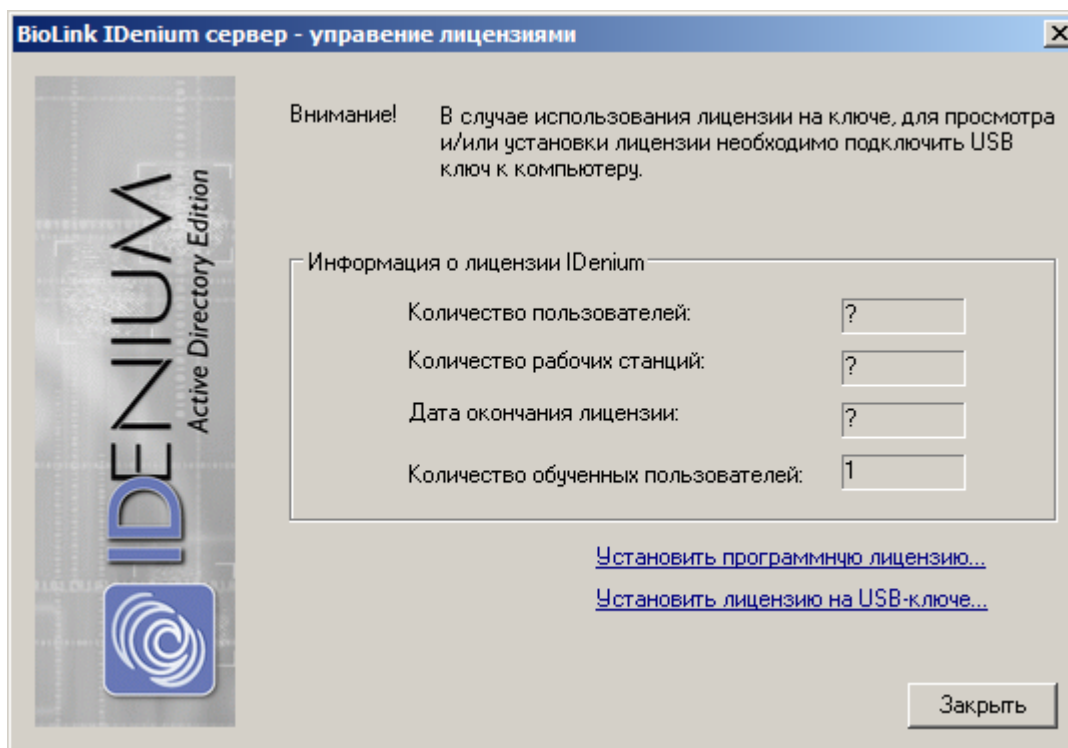 BioLink IDenium сервер - управение лицензиями
Внимание!
В случае использования лицензии на ключе, для просмотра
и/или установки лицензии необходимо подключить USB
ключ к компьютеру.
IDENIUM
Active Directory Edition
Информация о лицензии IDenium
Количество пользователей: ?
Количество рабочих станций: ?
Дата окончания лицензии: ?
Количество обученных пользователей: 1
Установить программную лицензию...
Установить лицензию на USB-ключе...
Закрыть